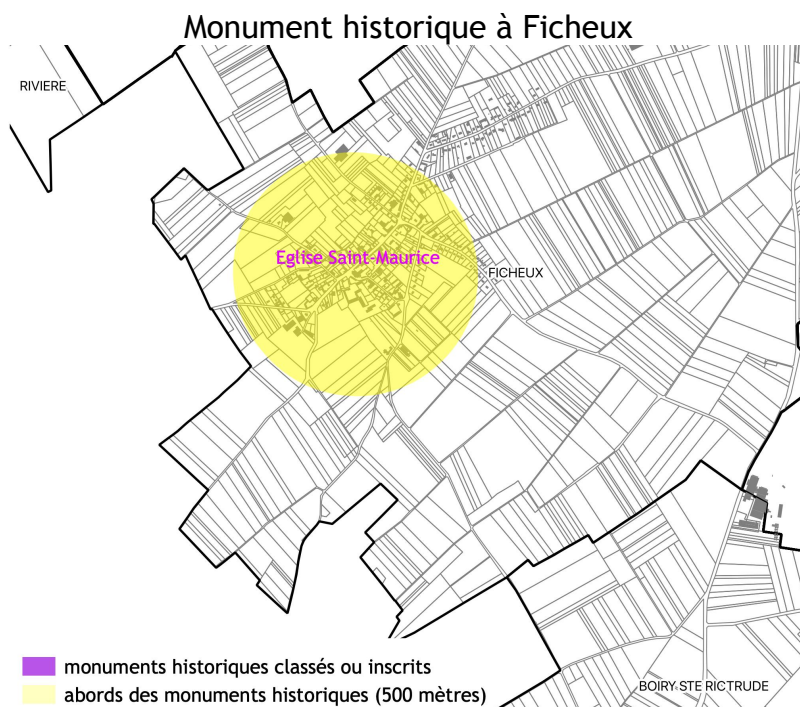 Monument historique à Ficheux
RIVIERE
Eglise Saint-Maurice
FICHEUX
monuments historiques classés ou inscrits
abords des monuments historiques (500 mètres)
BOIRY STE RICTRUDE